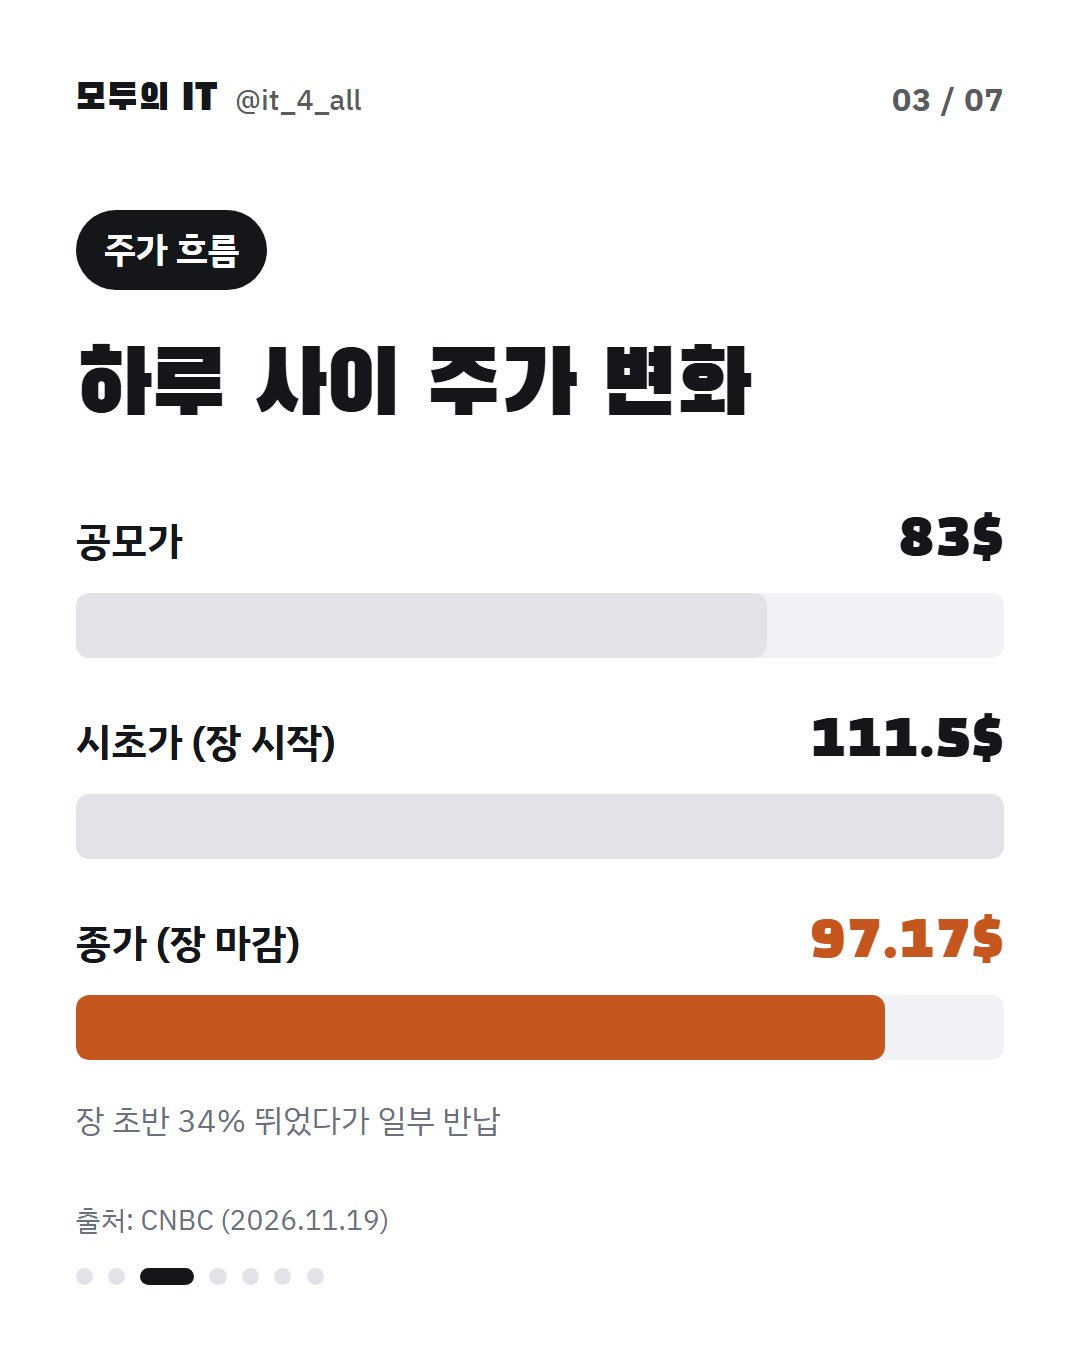 모두의 IT @it_4_all 03 / 07
주가 흐름
하루 사이 주가 변화
공모가 83$
시초가 (장 시작) 111.5$
종가 (장 마감) 97.17$
장 초반 34% 뛰었다가 일부 반납
출처: CNBC (2026.11.19)